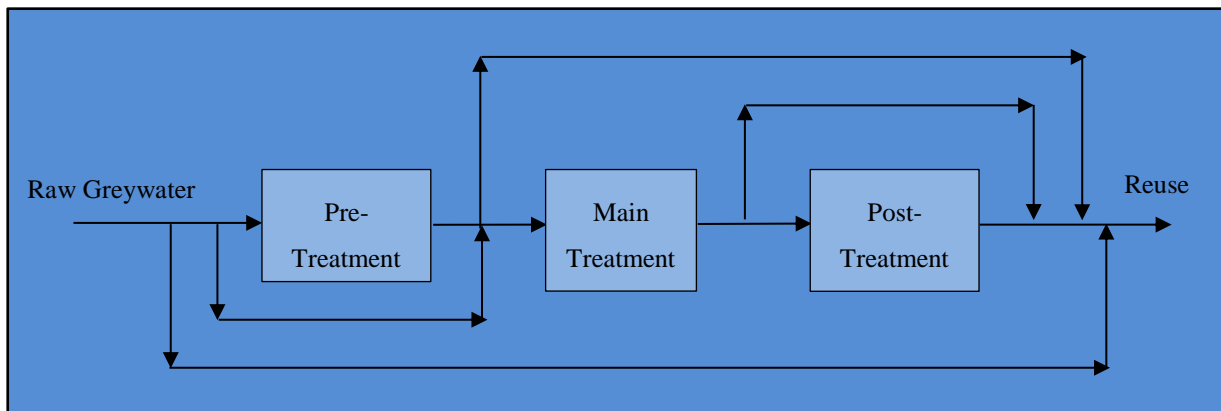 Raw Greywater
Pre-
Treatment
Main
Treatment
Post-
Treatment
Reuse